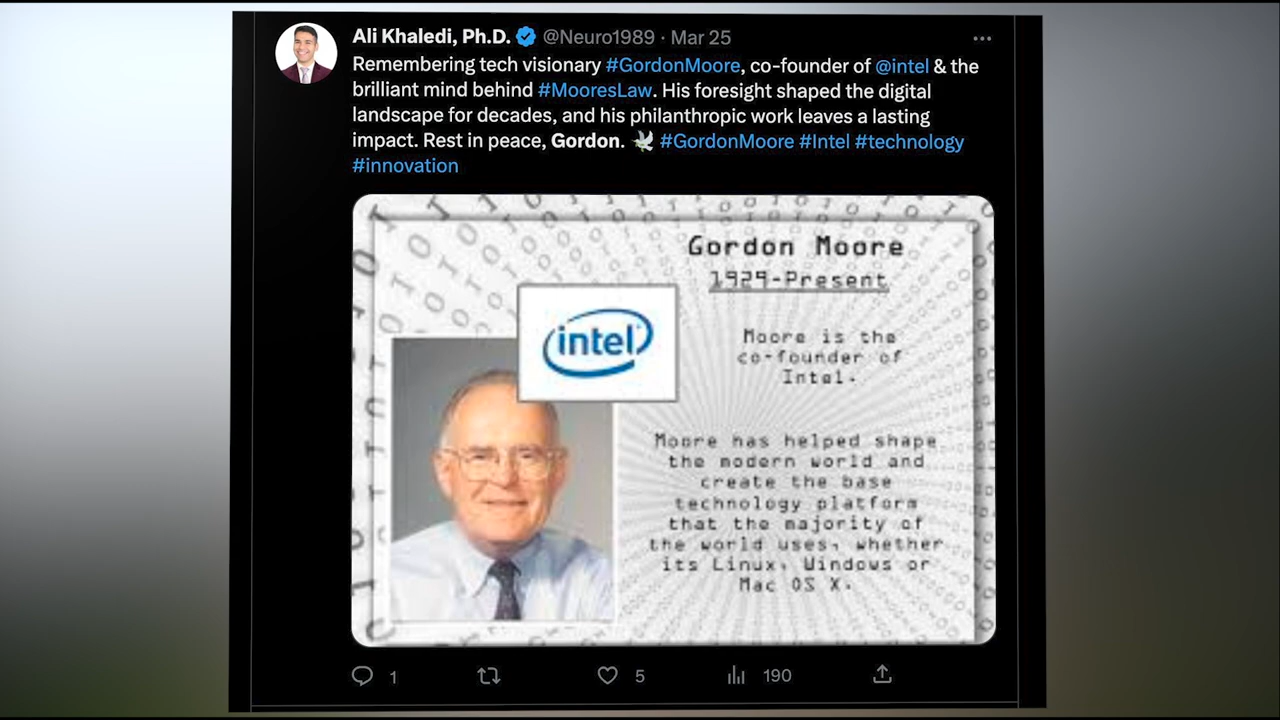 Ali Khaledi, Ph.D. @Neuro1989 · Mar 25
Remembering tech visionary #GordonMoore, co-founder of @intel & the
brilliant mind behind #MooresLaw. His foresight shaped the digital
landscape for decades, and his philanthropic work leaves a lasting
impact. Rest in peace, Gordon. 🕊 #GordonMoore #Intel #technology
#innovation
Gordon Moore
1929-Present
intel
Moore is the
co-founder of
Intel.
Moore has helped shape
the modern world and
create the base
technology platform
that the majority of
the world uses, whether
its Linux, Windows or
Mac OS X.
1 5 190